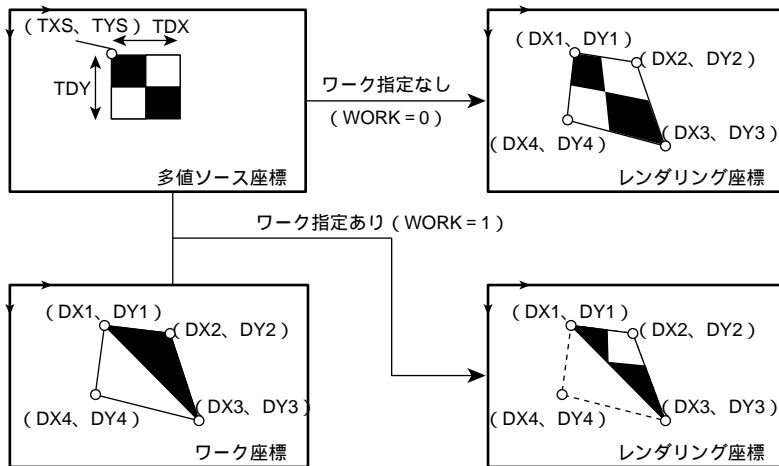 （TXS、TYS）
TDX
TDY
多値ソース座標
ワーク指定なし
（WORK＝0）
（DX1、DY1）
（DX2、DY2）
（DX4、DY4）
（DX3、DY3）
レンダリング座標
ワーク指定あり（WORK＝1）
（DX1、DY1）
（DX2、DY2）
（DX4、DY4）
（DX3、DY3）
ワーク座標
（DX1、DY1）
（DX2、DY2）
（DX4、DY4）
（DX3、DY3）
レンダリング座標